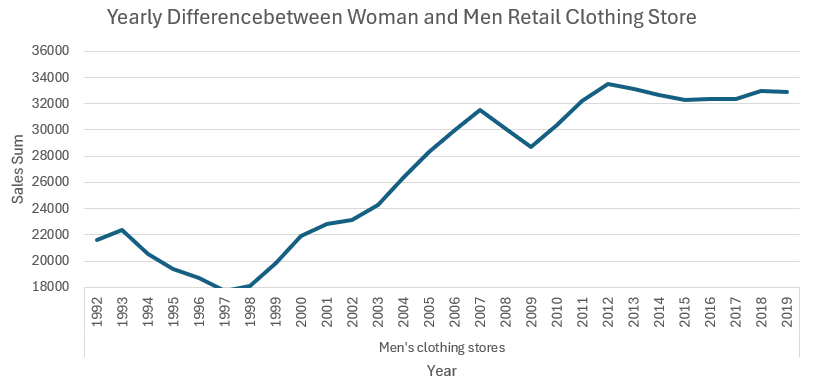 Yearly Differencebetween Woman and Men Retail Clothing Store
36000
34000
32000
30000
28000
26000
24000
22000
20000
18000
Sales Sum
1992 1993 1994 1995 1996 1997 1998 1999 2000 2001 2002 2003 2004 2005 2006 2007 2008 2009 2010 2011 2012 2013 2014 2015 2016 2017 2018 2019
Men's clothing stores
Year